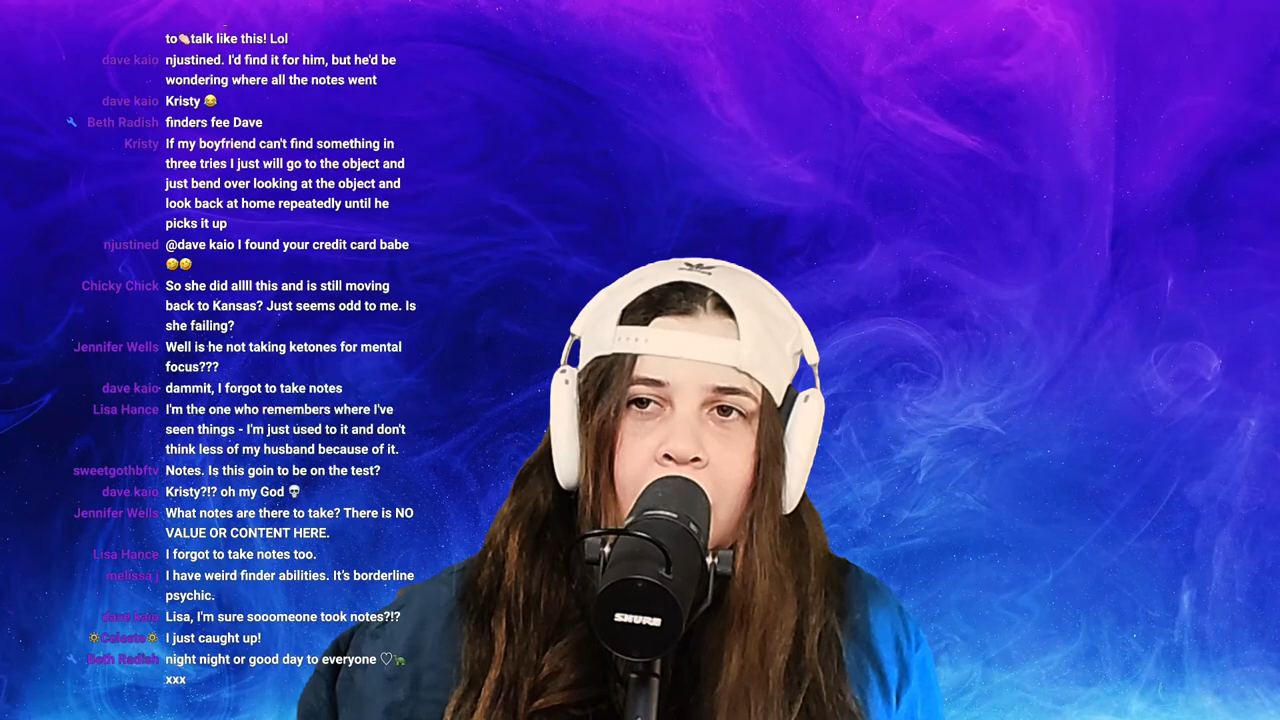 to👏🏻talk like this! Lol
dave kaio njustined. I'd find it for him, but he'd be
wondering where all the notes went
dave kaio Kristy 😂
Beth Radish finders fee Dave
Kristy If my boyfriend can't find something in
three tries I just will go to the object and
just bend over looking at the object and
look back at home repeatedly until he
picks it up
njustined @dave kaio I found your credit card babe
🤣🤣
Chicky Chick So she did allll this and is still moving
back to Kansas? Just seems odd to me. Is
she failing?
Jennifer Wells Well is he not taking ketones for mental
focus???
dave kaio dammit, I forgot to take notes
Lisa Hance I'm the one who remembers where I've
seen things - I'm just used to it and don't
think less of my husband because of it.
sweetgothbftv Notes. Is this goin to be on the test?
dave kaio Kristy?!? oh my God 💀
Jennifer Wells What notes are there to take? There is NO
VALUE OR CONTENT HERE.
Lisa Hance I forgot to take notes too.
melissa j I have weird finder abilities. It's borderline
psychic.
dave kaio Lisa, I'm sure sooomeone took notes?!?
🔅Celeste🔅 I just caught up!
Beth Radish night night or good day to everyone ♡🦖
xxx
SHURE